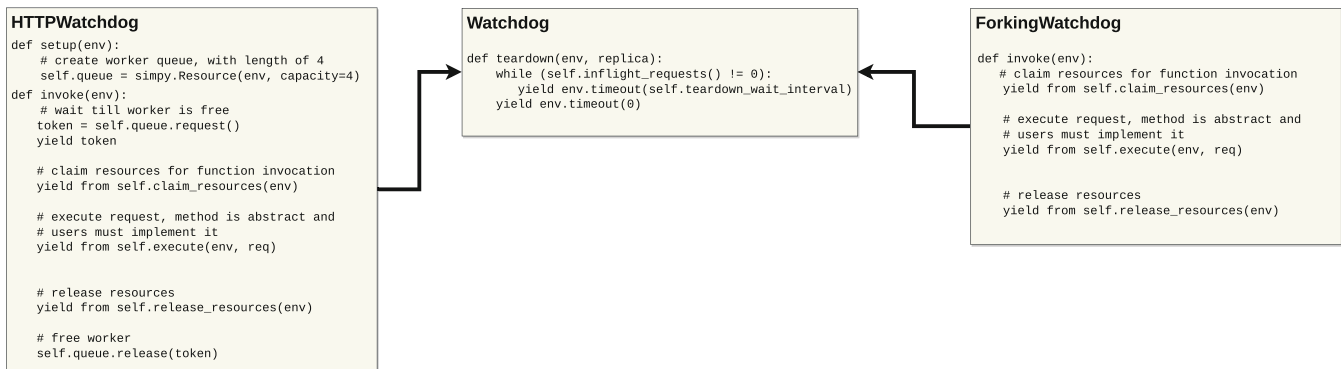 HTTPWatchdog
def setup(env):
# create worker queue, with length of 4
self.queue = simpy.Resource(env, capacity=4)
def invoke(env):
# wait till worker is free
token = self.queue.request()
yield token
# claim resources for function invocation
yield from self.claim_resources(env)
# execute request, method is abstract and
# users must implement it
yield from self.execute(env, req)
# release resources
yield from self.release_resources(env)
# free worker
self.queue.release(token)
Watchdog
def teardown(env, replica):
while (self.inflight_requests() != 0):
yield env.timeout(self.teardown_wait_interval)
yield env.timeout(0)
ForkingWatchdog
def invoke(env):
# claim resources for function invocation
yield from self.claim_resources(env)
# execute request, method is abstract and
# users must implement it
yield from self.execute(env, req)
# release resources
yield from self.release_resources(env)